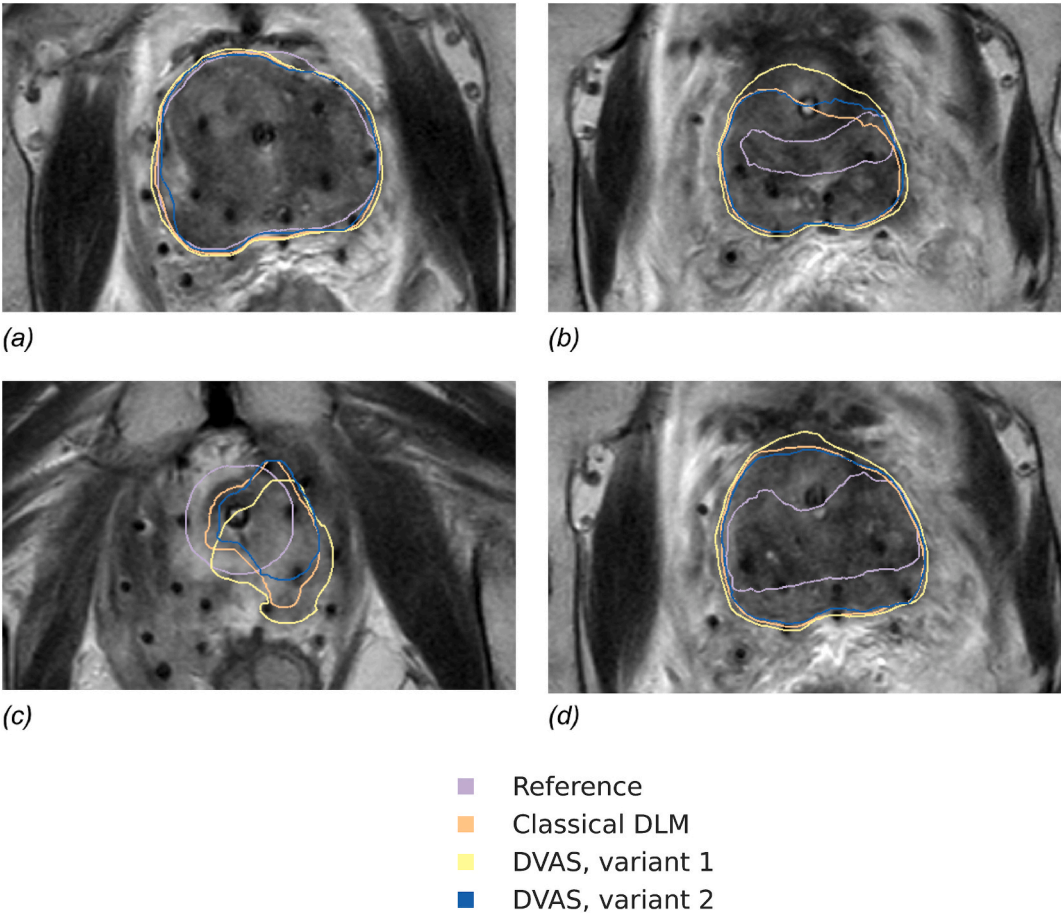 (a)
(b)
(c)
(d)
Reference
Classical DLM
DVAS, variant 1
DVAS, variant 2